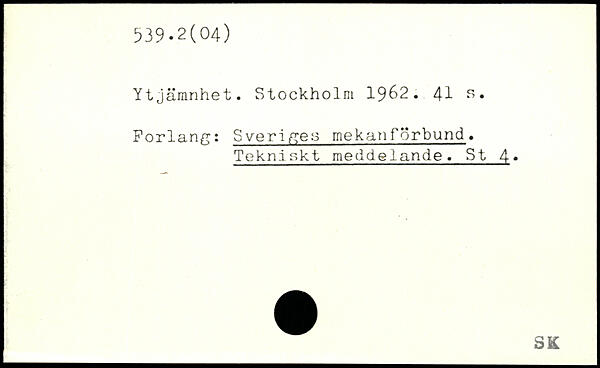 539.2(04)
Ytjämnhet. Stockholm 1962. 41 s.
Forlang: Sveriges mekanförbund.
Tekniskt meddelande. St 4.
SK